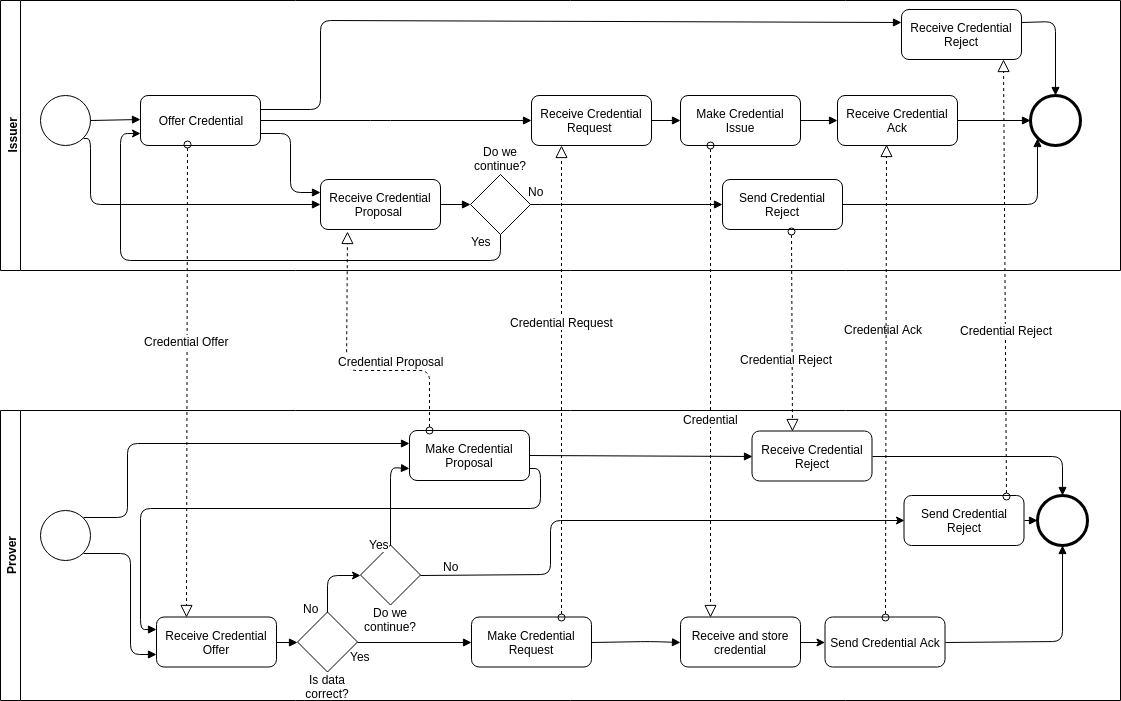 Issuer
Receive Credential
Reject
Offer Credential
Receive Credential
Request
Make Credential
Issue
Receive Credential
Ack
Do we
continue?
Receive Credential
Proposal
No
Send Credential
Reject
Yes
Credential Offer
Credential Proposal
Credential Request
Credential Reject
Credential Ack
Credential Reject
Credential
Prover
Make Credential
Proposal
Receive Credential
Reject
Send Credential
Reject
Yes
No
Do we
continue?
No
Receive Credential
Offer
Yes
Is data
correct?
Make Credential
Request
Receive and store
credential
Send Credential Ack